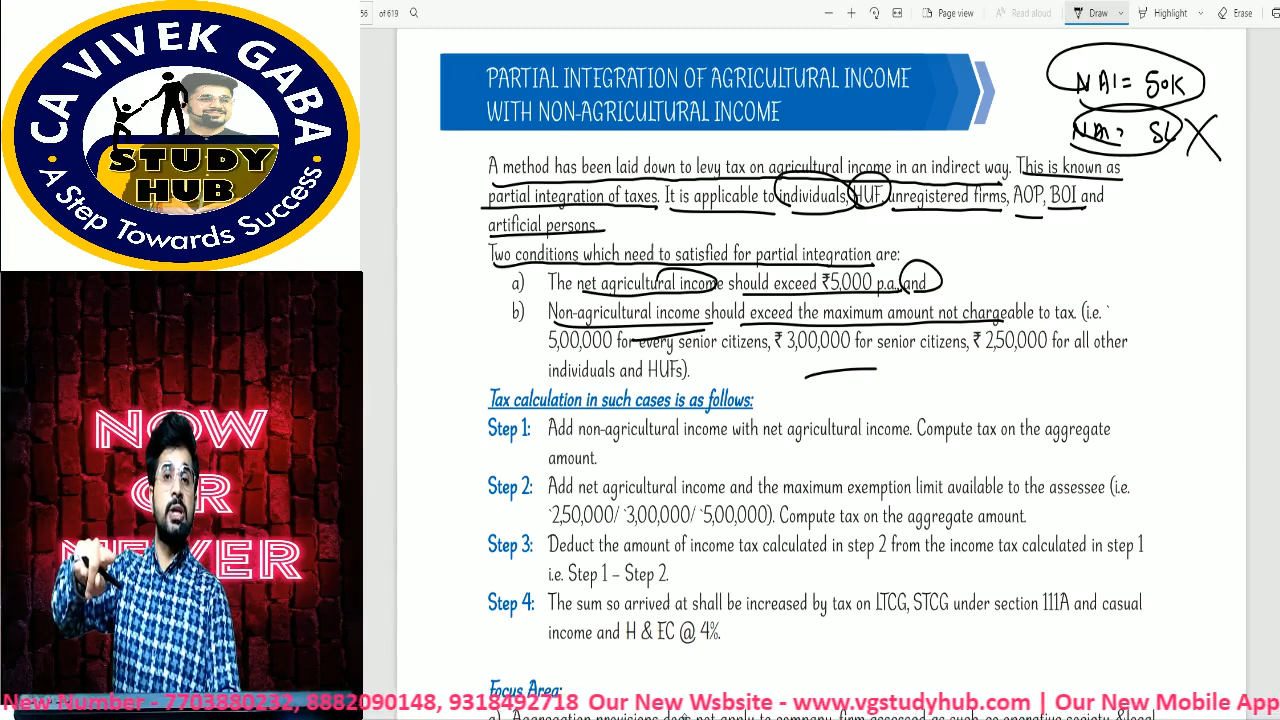 56 of 619 Page view Read aloud Draw Highlight Erase
CA VIVEK GABA
STUDY
HUB
A Step Towards Success
PARTIAL INTEGRATION OF AGRICULTURAL INCOME
WITH NON-AGRICULTURAL INCOME
NAI = 50K
5L
A method has been laid down to levy tax on agricultural income in an indirect way. This is known as
partial integration of taxes. It is applicable to individuals, HUF, unregistered firms, AOP, BOI and
artificial persons.
Two conditions which need to satisfied for partial integration are:
a) The net agricultural income should exceed ₹5,000 p.a., and
b) Non-agricultural income should exceed the maximum amount not chargeable to tax. (i.e. `
5,00,000 for every senior citizens, ₹ 3,00,000 for senior citizens, ₹ 2,50,000 for all other
individuals and HUFs).
Tax calculation in such cases is as follows:
Step 1: Add non-agricultural income with net agricultural income. Compute tax on the aggregate
amount.
Step 2: Add net agricultural income and the maximum exemption limit available to the assessee (i.e.
`2,50,000/ `3,00,000/ `5,00,000). Compute tax on the aggregate amount.
Step 3: Deduct the amount of income tax calculated in step 2 from the income tax calculated in step 1
i.e. Step 1 – Step 2.
Step 4: The sum so arrived at shall be increased by tax on LTCG, STCG under section 111A and casual
income and H & EC @ 4%.
Focus Area:
NOW
OR
NEVER
New Number - 7703880232, 8882090148, 9318492718 Our New Wsbsite - www.vgstudyhub.com | Our New Mobile App